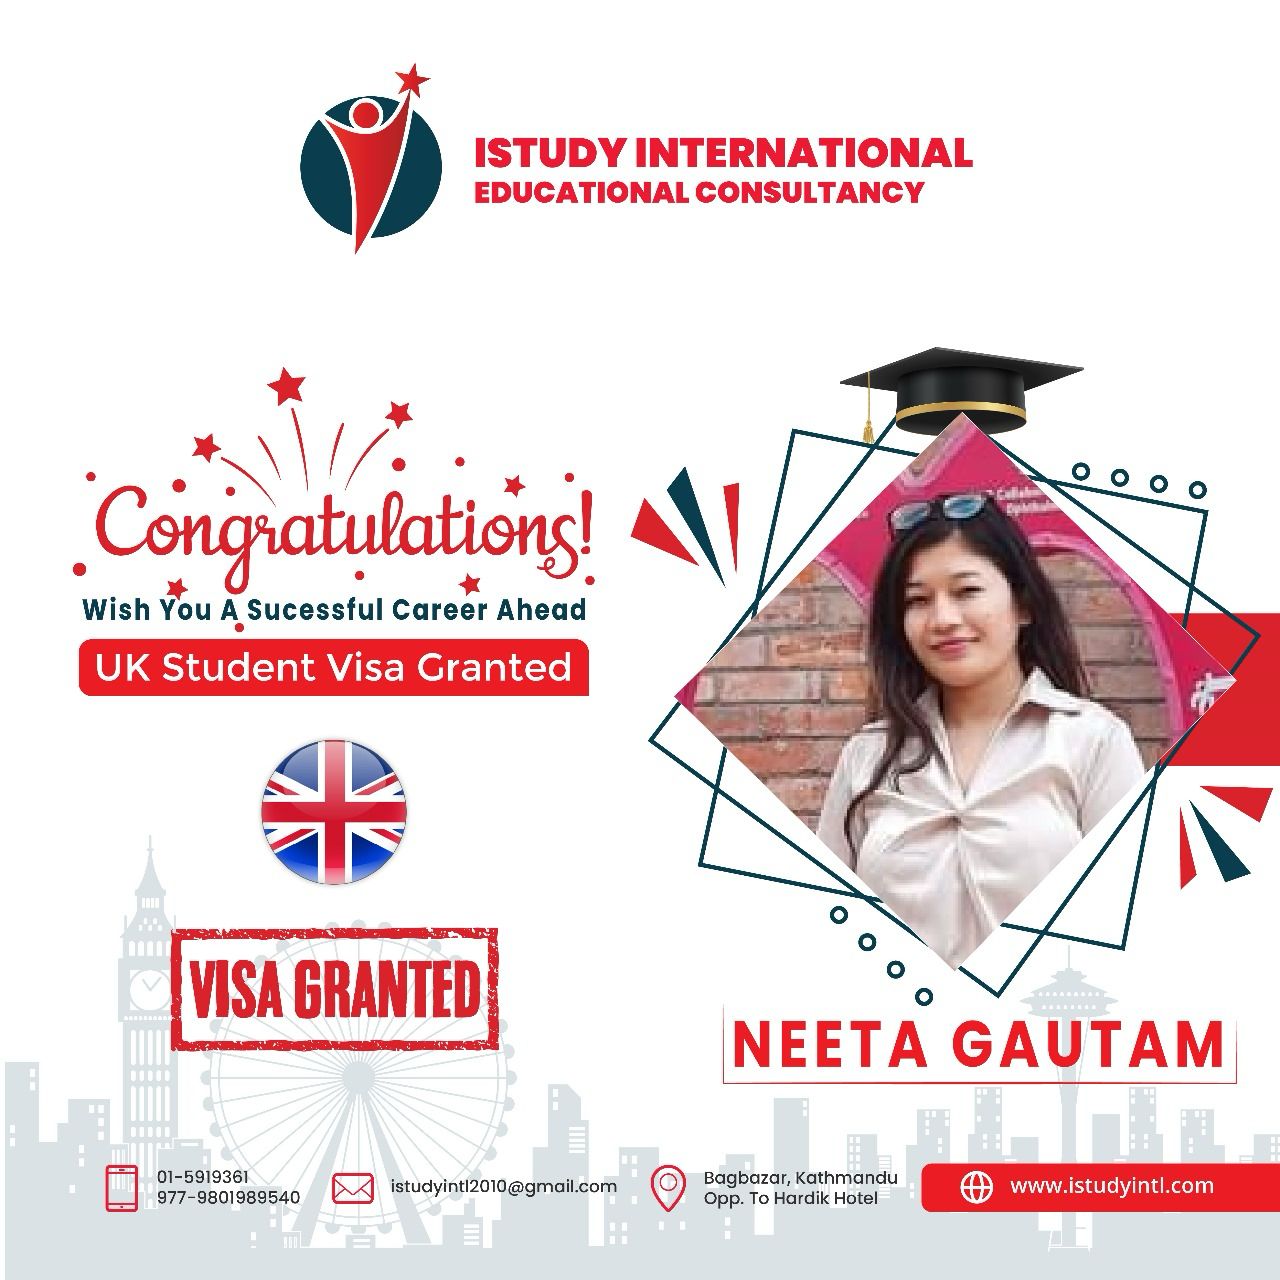 ISTUDY INTERNATIONAL
EDUCATIONAL CONSULTANCY
Congratulations!
Wish You A Sucessful Career Ahead
UK Student Visa Granted
VISA GRANTED
NEETA GAUTAM
01-5919361
977-9801989540
istudyintl2010@gmail.com
Bagbazar, Kathmandu
Opp. To Hardik Hotel
www.istudyintl.com